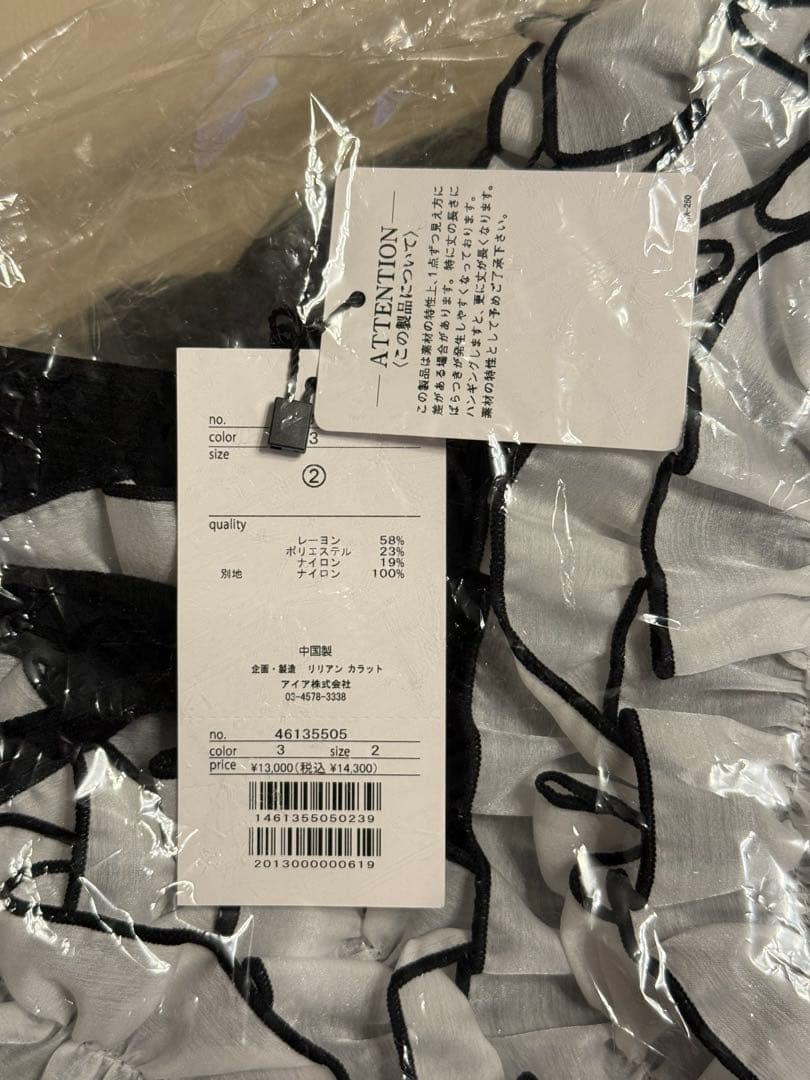 ATTENTION
〈この製品について〉
この製品は素材の特性上、1点ずつ見え方に
差がある場合があります。特に丈の長さに
ばらつきが発生しやすくなっております。
ハンギングしますと、更に丈が長くなります。
素材の特性として予めご了承下さい。
no.
color 3
size
②
quality
レーヨン 58%
ポリエステル 23%
ナイロン 19%
別地 ナイロン 100%
中国製
企画・製造 リリアン カラット
アイア株式会社
03-4578-3338
no. 46135505
color 3 size 2
price ¥13,000(税込 ¥14,300)
1461355050239
2013000000619